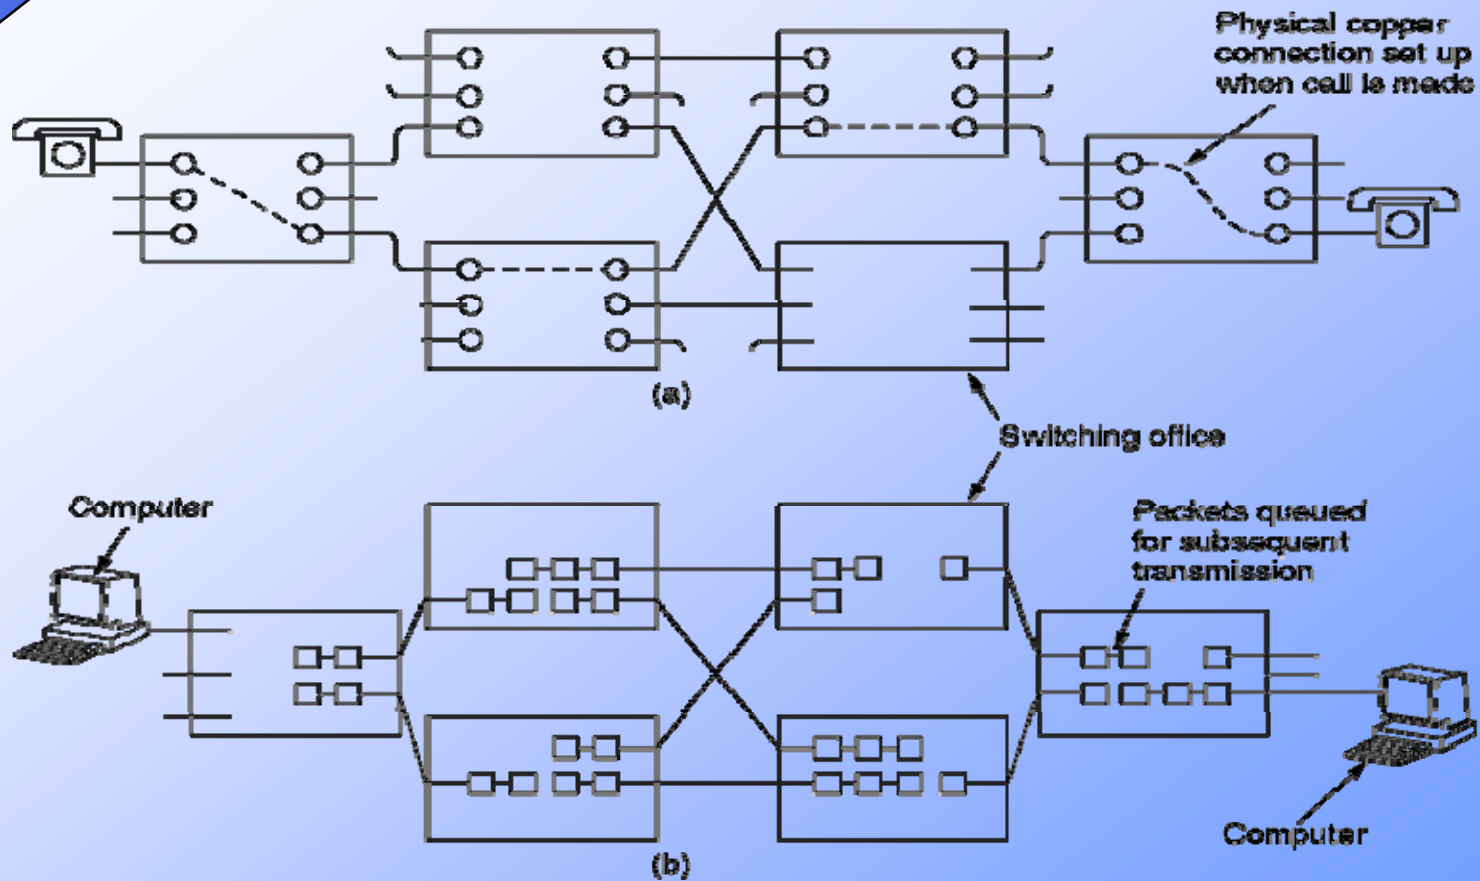 Physical copper
connection set up
when call is made
(a)
Switching office
Computer
Packets queued
for subsequent
transmission
Computer
(b)